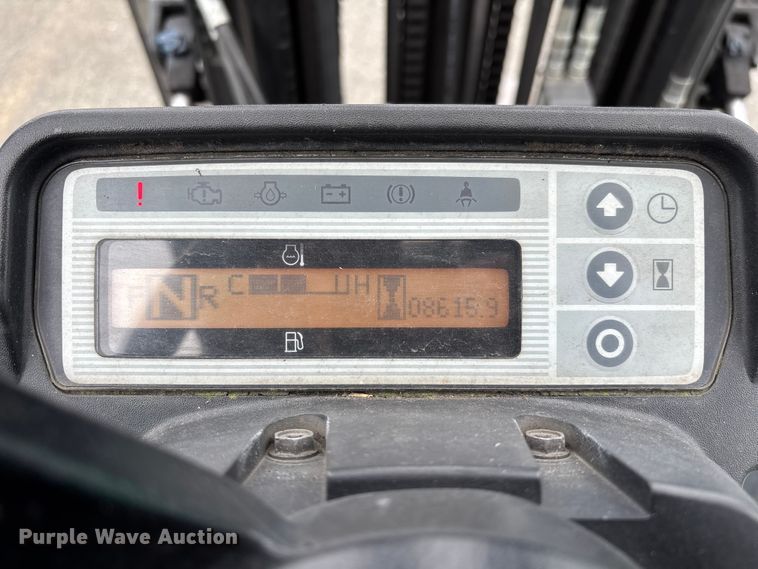 F N R C H 08615.9
Purple Wave Auction